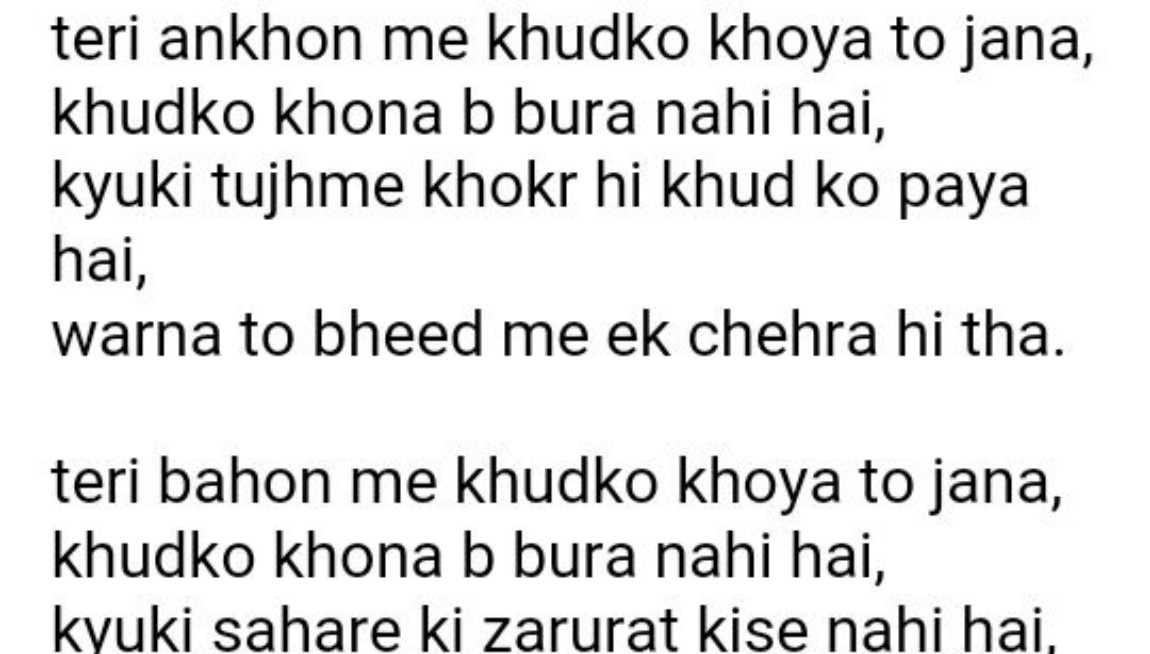 teri ankhon me khudko khoya to jana,
khudko khona b bura nahi hai,
kyuki tujhme khokr hi khud ko paya
hai,
warna to bheed me ek chehra hi tha.
teri bahon me khudko khoya to jana,
khudko khona b bura nahi hai,
kyuki sahare ki zarurat kise nahi hai,